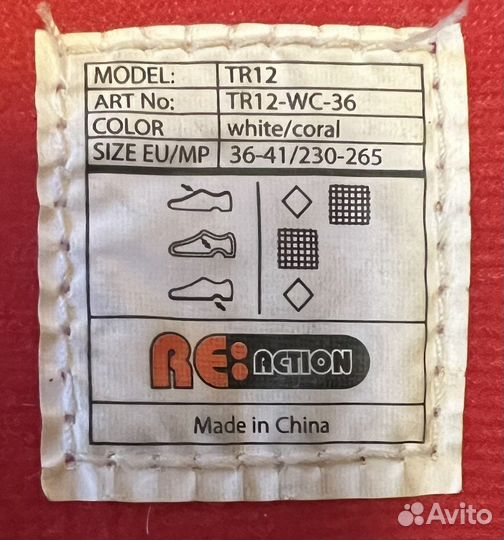 MODEL: TR12
ART No: TR12-WC-36
COLOR white/coral
SIZE EU/MP 36-41/230-265
RE:ACTION
Made in China
Avito